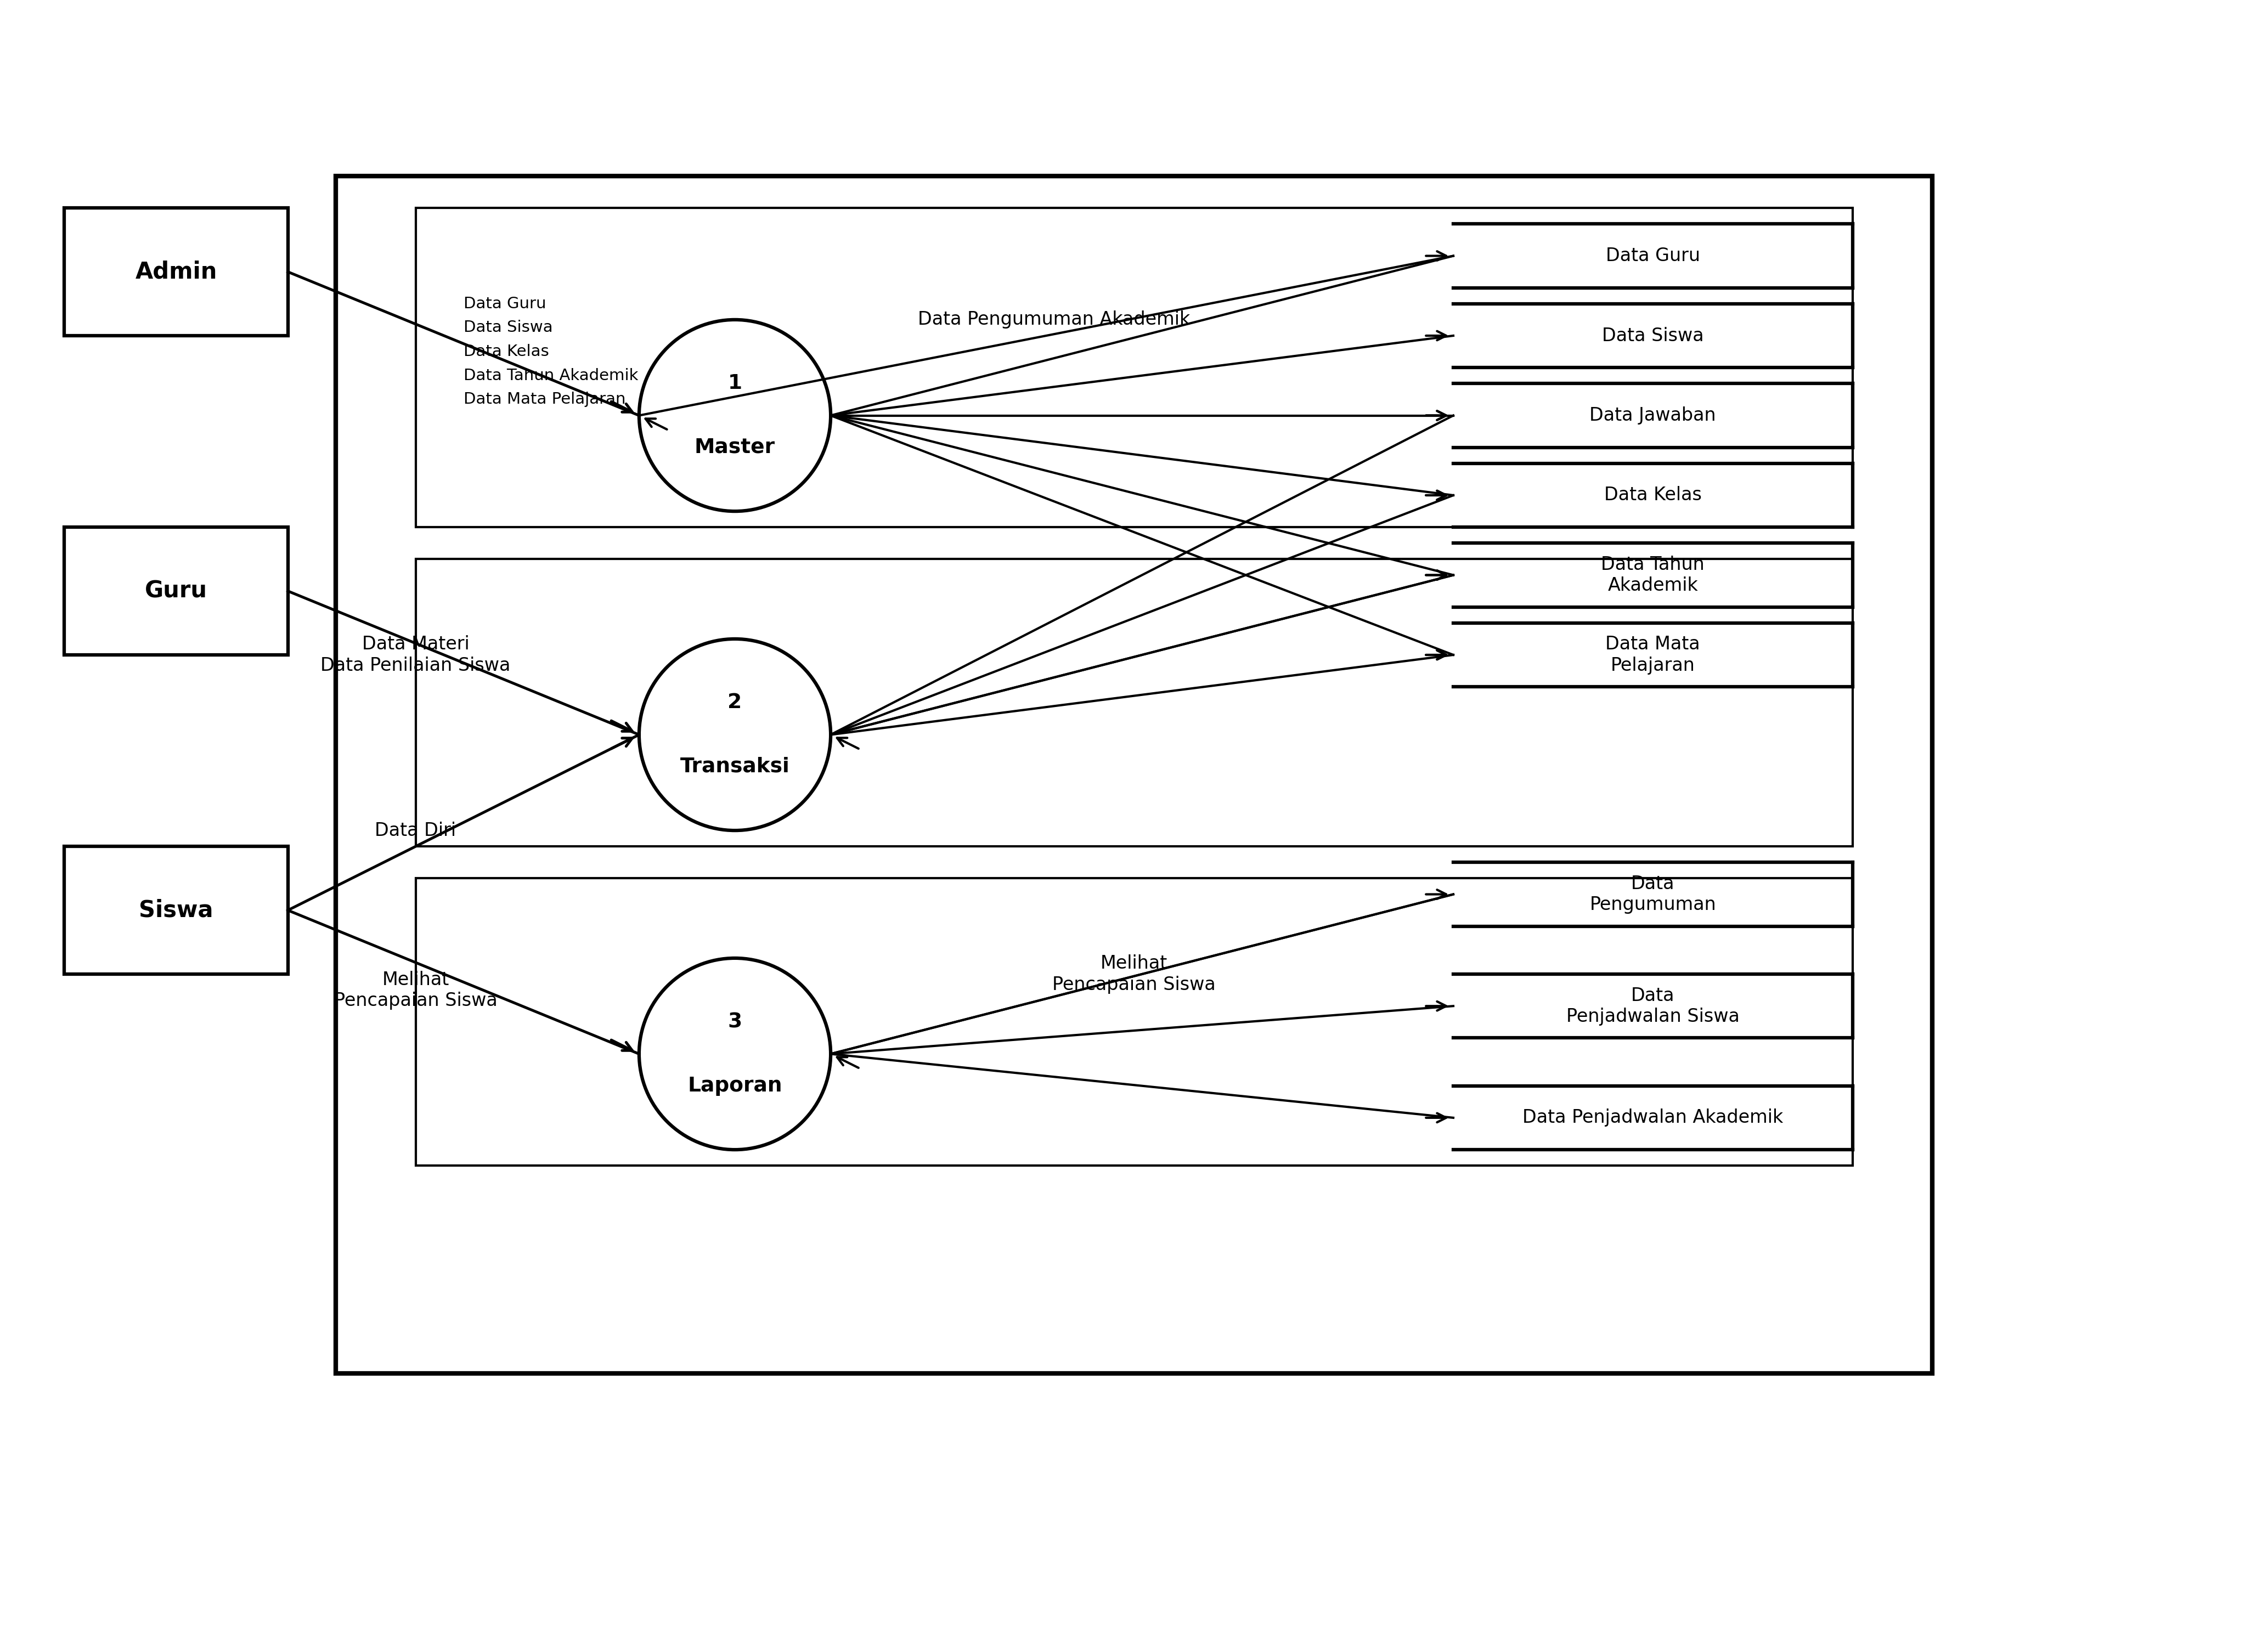 Admin
Guru
Siswa
Data Guru
Data Siswa
Data Kelas
Data Tahun Akademik
Data Mata Pelajaran
1
Master
Data Pengumuman Akademik
Data Guru
Data Siswa
Data Jawaban
Data Kelas
Data Tahun
Akademik
Data Mata
Pelajaran
Data Materi
Data Penilaian Siswa
2
Transaksi
Data Diri
Melihat
Pencapaian Siswa
3
Laporan
Melihat
Pencapaian Siswa
Data
Pengumuman
Data
Penjadwalan Siswa
Data Penjadwalan Akademik